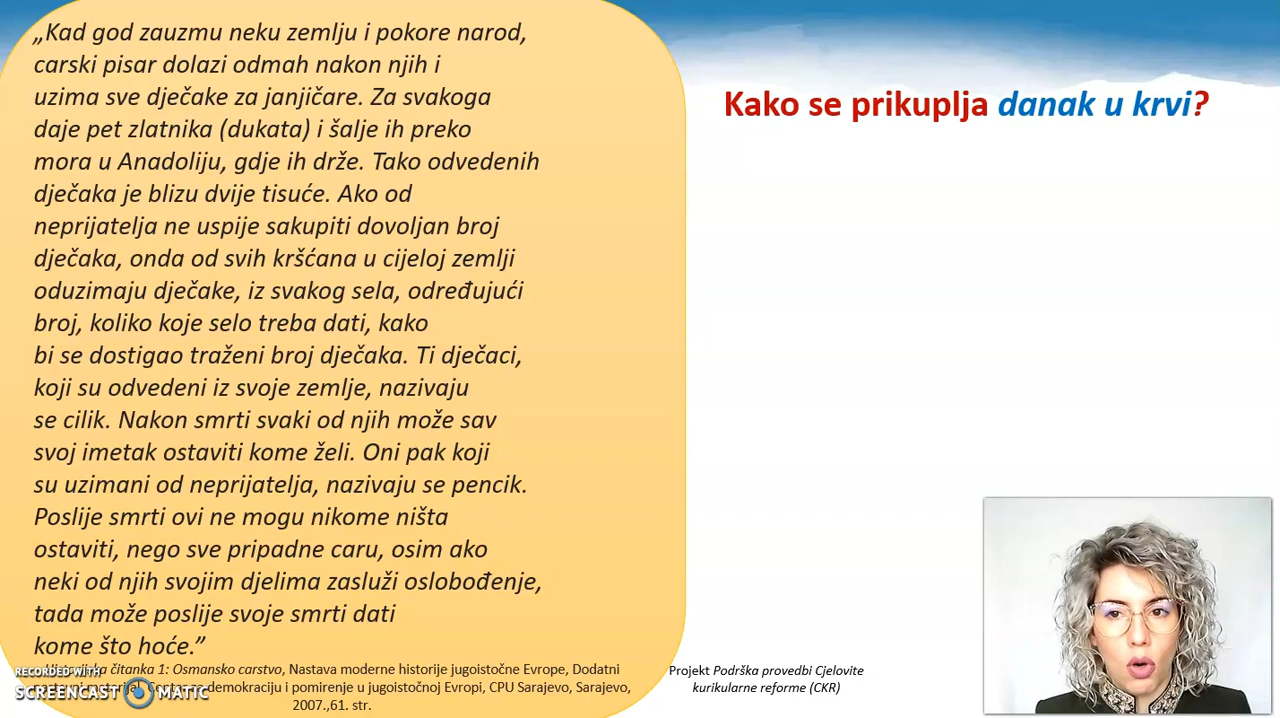 „Kad god zauzmu neku zemlju i pokore narod,
carski pisar dolazi odmah nakon njih i
uzima sve dječake za janjičare. Za svakoga
daje pet zlatnika (dukata) i šalje ih preko
mora u Anadoliju, gdje ih drže. Tako odvedenih
dječaka je blizu dvije tisuće. Ako od
neprijatelja ne uspije sakupiti dovoljan broj
dječaka, onda od svih kršćana u cijeloj zemlji
oduzimaju dječake, iz svakog sela, određujući
broj, koliko koje selo treba dati, kako
bi se dostigao traženi broj dječaka. Ti dječaci,
koji su odvedeni iz svoje zemlje, nazivaju
se cilik. Nakon smrti svaki od njih može sav
svoj imetak ostaviti kome želi. Oni pak koji
su uzimani od neprijatelja, nazivaju se pencik.
Poslije smrti ovi ne mogu nikome ništa
ostaviti, nego sve pripadne caru, osim ako
neki od njih svojim djelima zasluži oslobođenje,
tada može poslije svoje smrti dati
kome što hoće.”
čitanka 1: Osmansko carstvo, Nastava moderne historije jugoistočne Evrope, Dodatni
demokraciju i pomirenje u jugoistočnoj Evropi, CPU Sarajevo, Sarajevo,
2007.,61. str.
RECORDED WITH
SCREENCAST MATIC
Kako se prikuplja danak u krvi?
Projekt Podrška provedbi Cjelovite
kurikularne reforme (CKR)